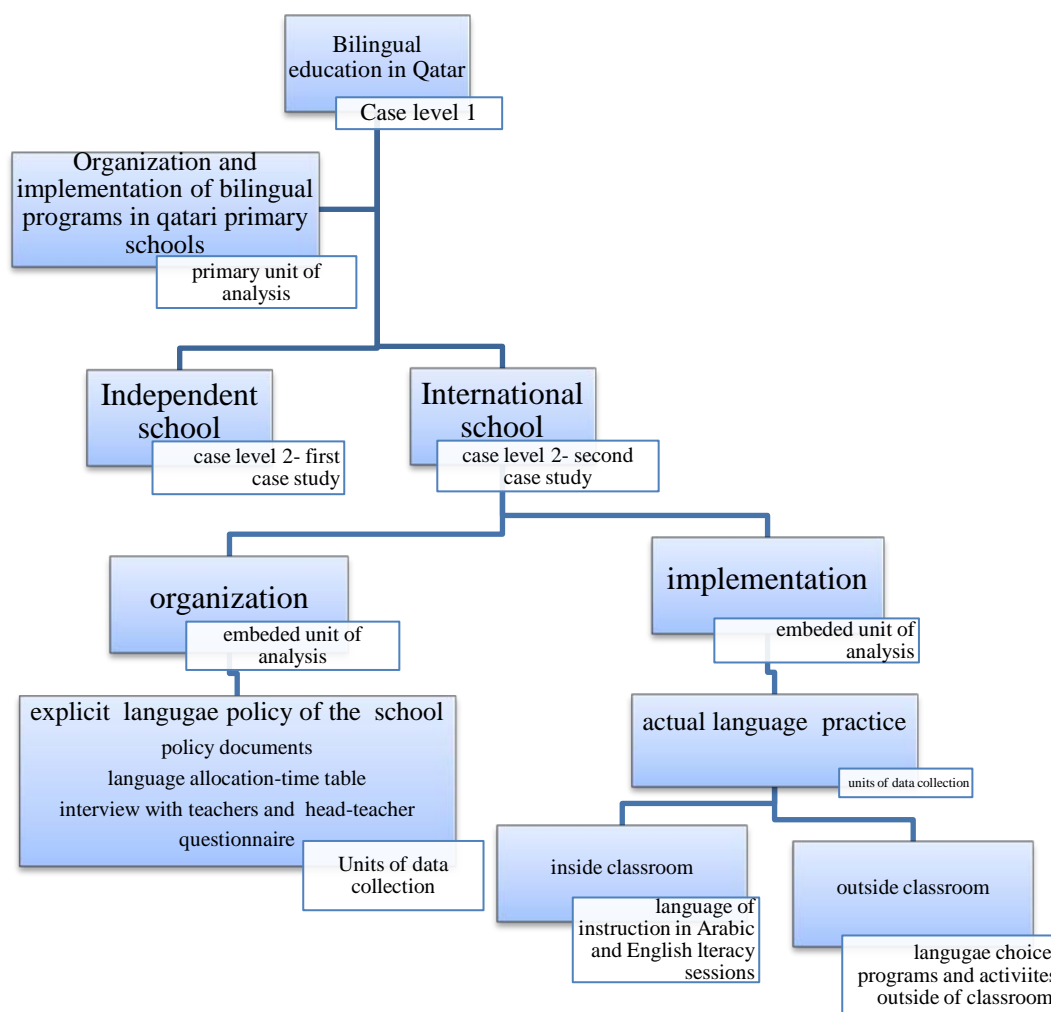 Bilingual
education in Qatar
Case level 1
Organization and
implementation of bilingual
programs in qatari primary
schools
primary unit of
analysis
Independent
school
case level 2- first
case study
International
school
case level 2- second
case study
organization
embeded unit of
analysis
implementation
embeded unit of
analysis
explicit langugae policy of the school
policy documents
language allocation-time table
interview with teachers and head-teacher
questionnaire
Units of data
collection
actual language practice
units of data collection
inside classroom
language of
instruction in Arabic
and English lteracy
sessions
outside classroom
langugae choice
programs and activiites
outside of classroom